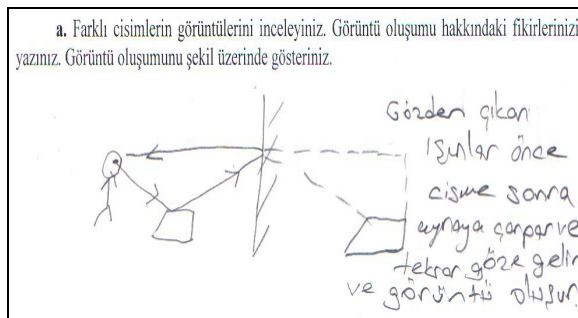 a. Farklı cisimlerin görüntülerini inceleyiniz. Görüntü oluşumu hakkındaki fikirlerinizi
yazınız. Görüntü oluşumunu şekil üzerinde gösteriniz.
Gözden çıkan
ışınlar önce
cisme sonra
aynaya çarpar ve
tekrar göze gelir
ve görüntü oluşur